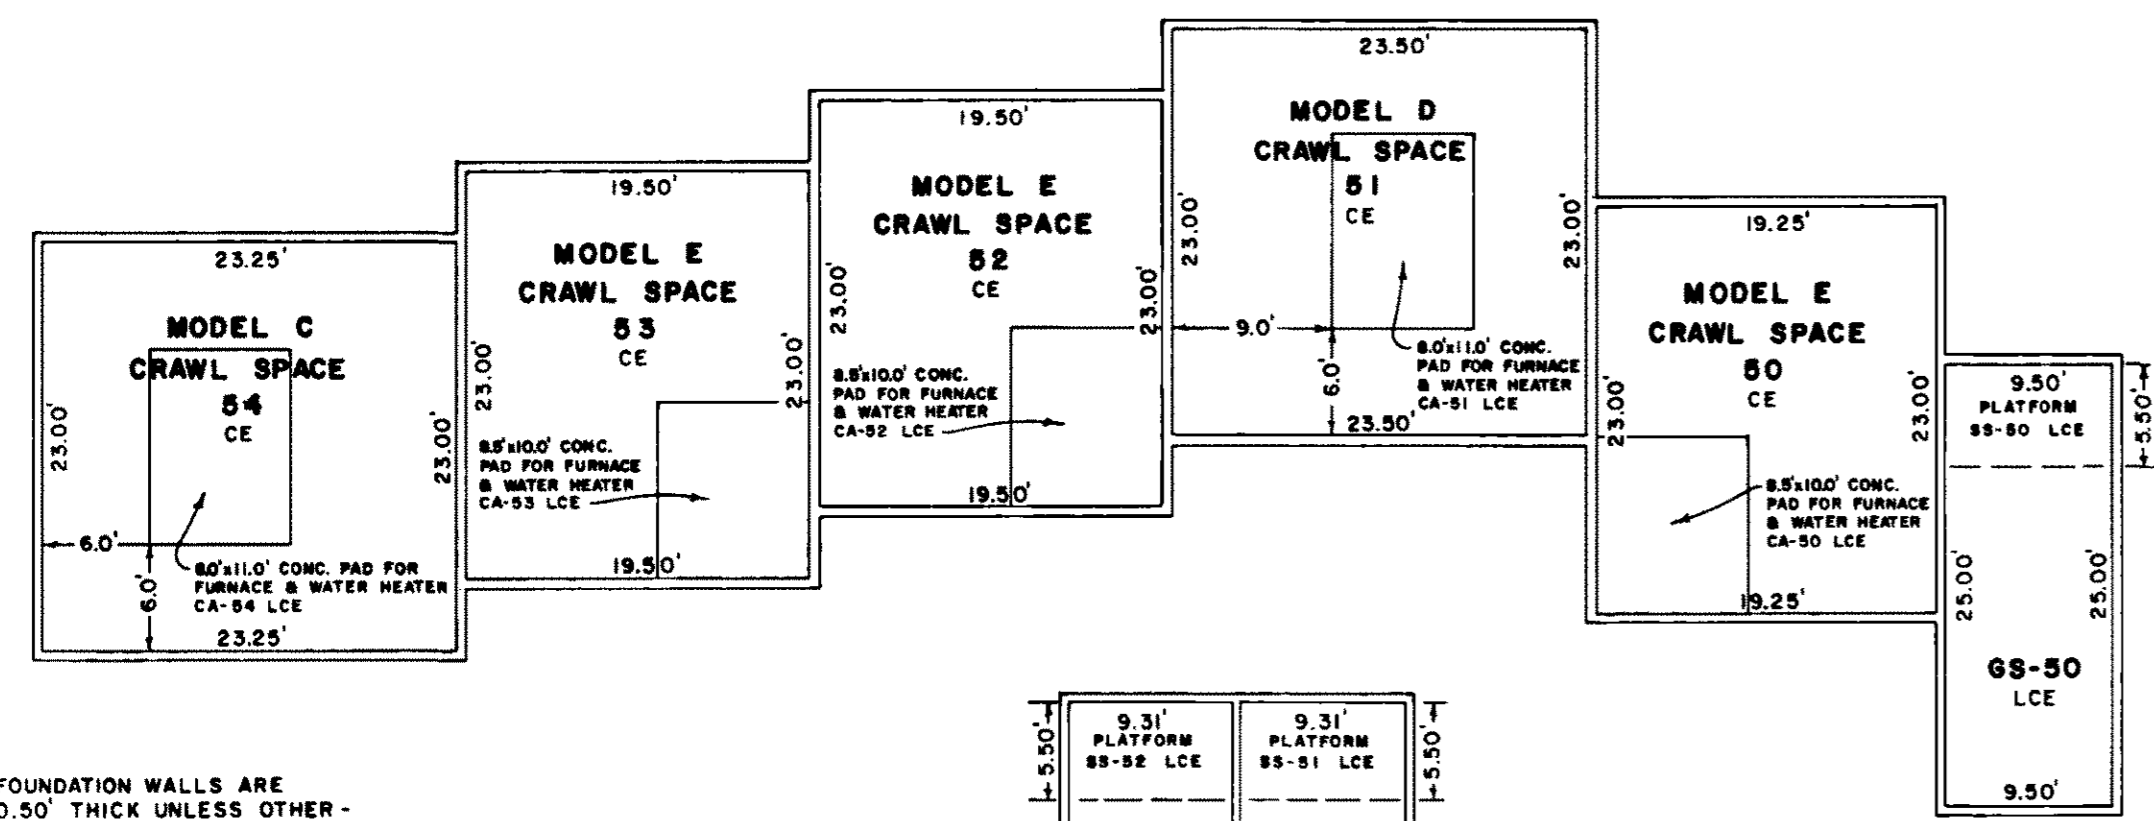 23.25'
MODEL C
CRAWL SPACE
54
CE
23.00'
23.00'
6.0'
6.0'
8.0'x11.0' CONC. PAD FOR
FURNACE & WATER HEATER
CA-54 LCE
23.25'
19.50'
MODEL E
CRAWL SPACE
53
CE
23.00'
23.00'
8.5'x10.0' CONC.
PAD FOR FURNACE
& WATER HEATER
CA-53 LCE
19.50'
19.50'
MODEL E
CRAWL SPACE
52
CE
23.00'
23.00'
8.5'x10.0' CONC.
PAD FOR FURNACE
& WATER HEATER
CA-52 LCE
19.50'
23.50'
MODEL D
CRAWL SPACE
51
CE
23.00'
23.00'
9.0'
6.0'
8.0'x11.0' CONC.
PAD FOR FURNACE
& WATER HEATER
CA-51 LCE
23.50'
19.25'
MODEL E
CRAWL SPACE
50
CE
23.00'
23.00'
8.5'x10.0' CONC.
PAD FOR FURNACE
& WATER HEATER
CA-50 LCE
19.25'
9.50'
PLATFORM
SS-50 LCE
5.50'
25.00'
25.00'
GS-50
LCE
9.50'
5.50'
9.31'
PLATFORM
SS-52 LCE
9.31'
PLATFORM
SS-51 LCE
5.50'
FOUNDATION WALLS ARE
0.50' THICK UNLESS OTHER-